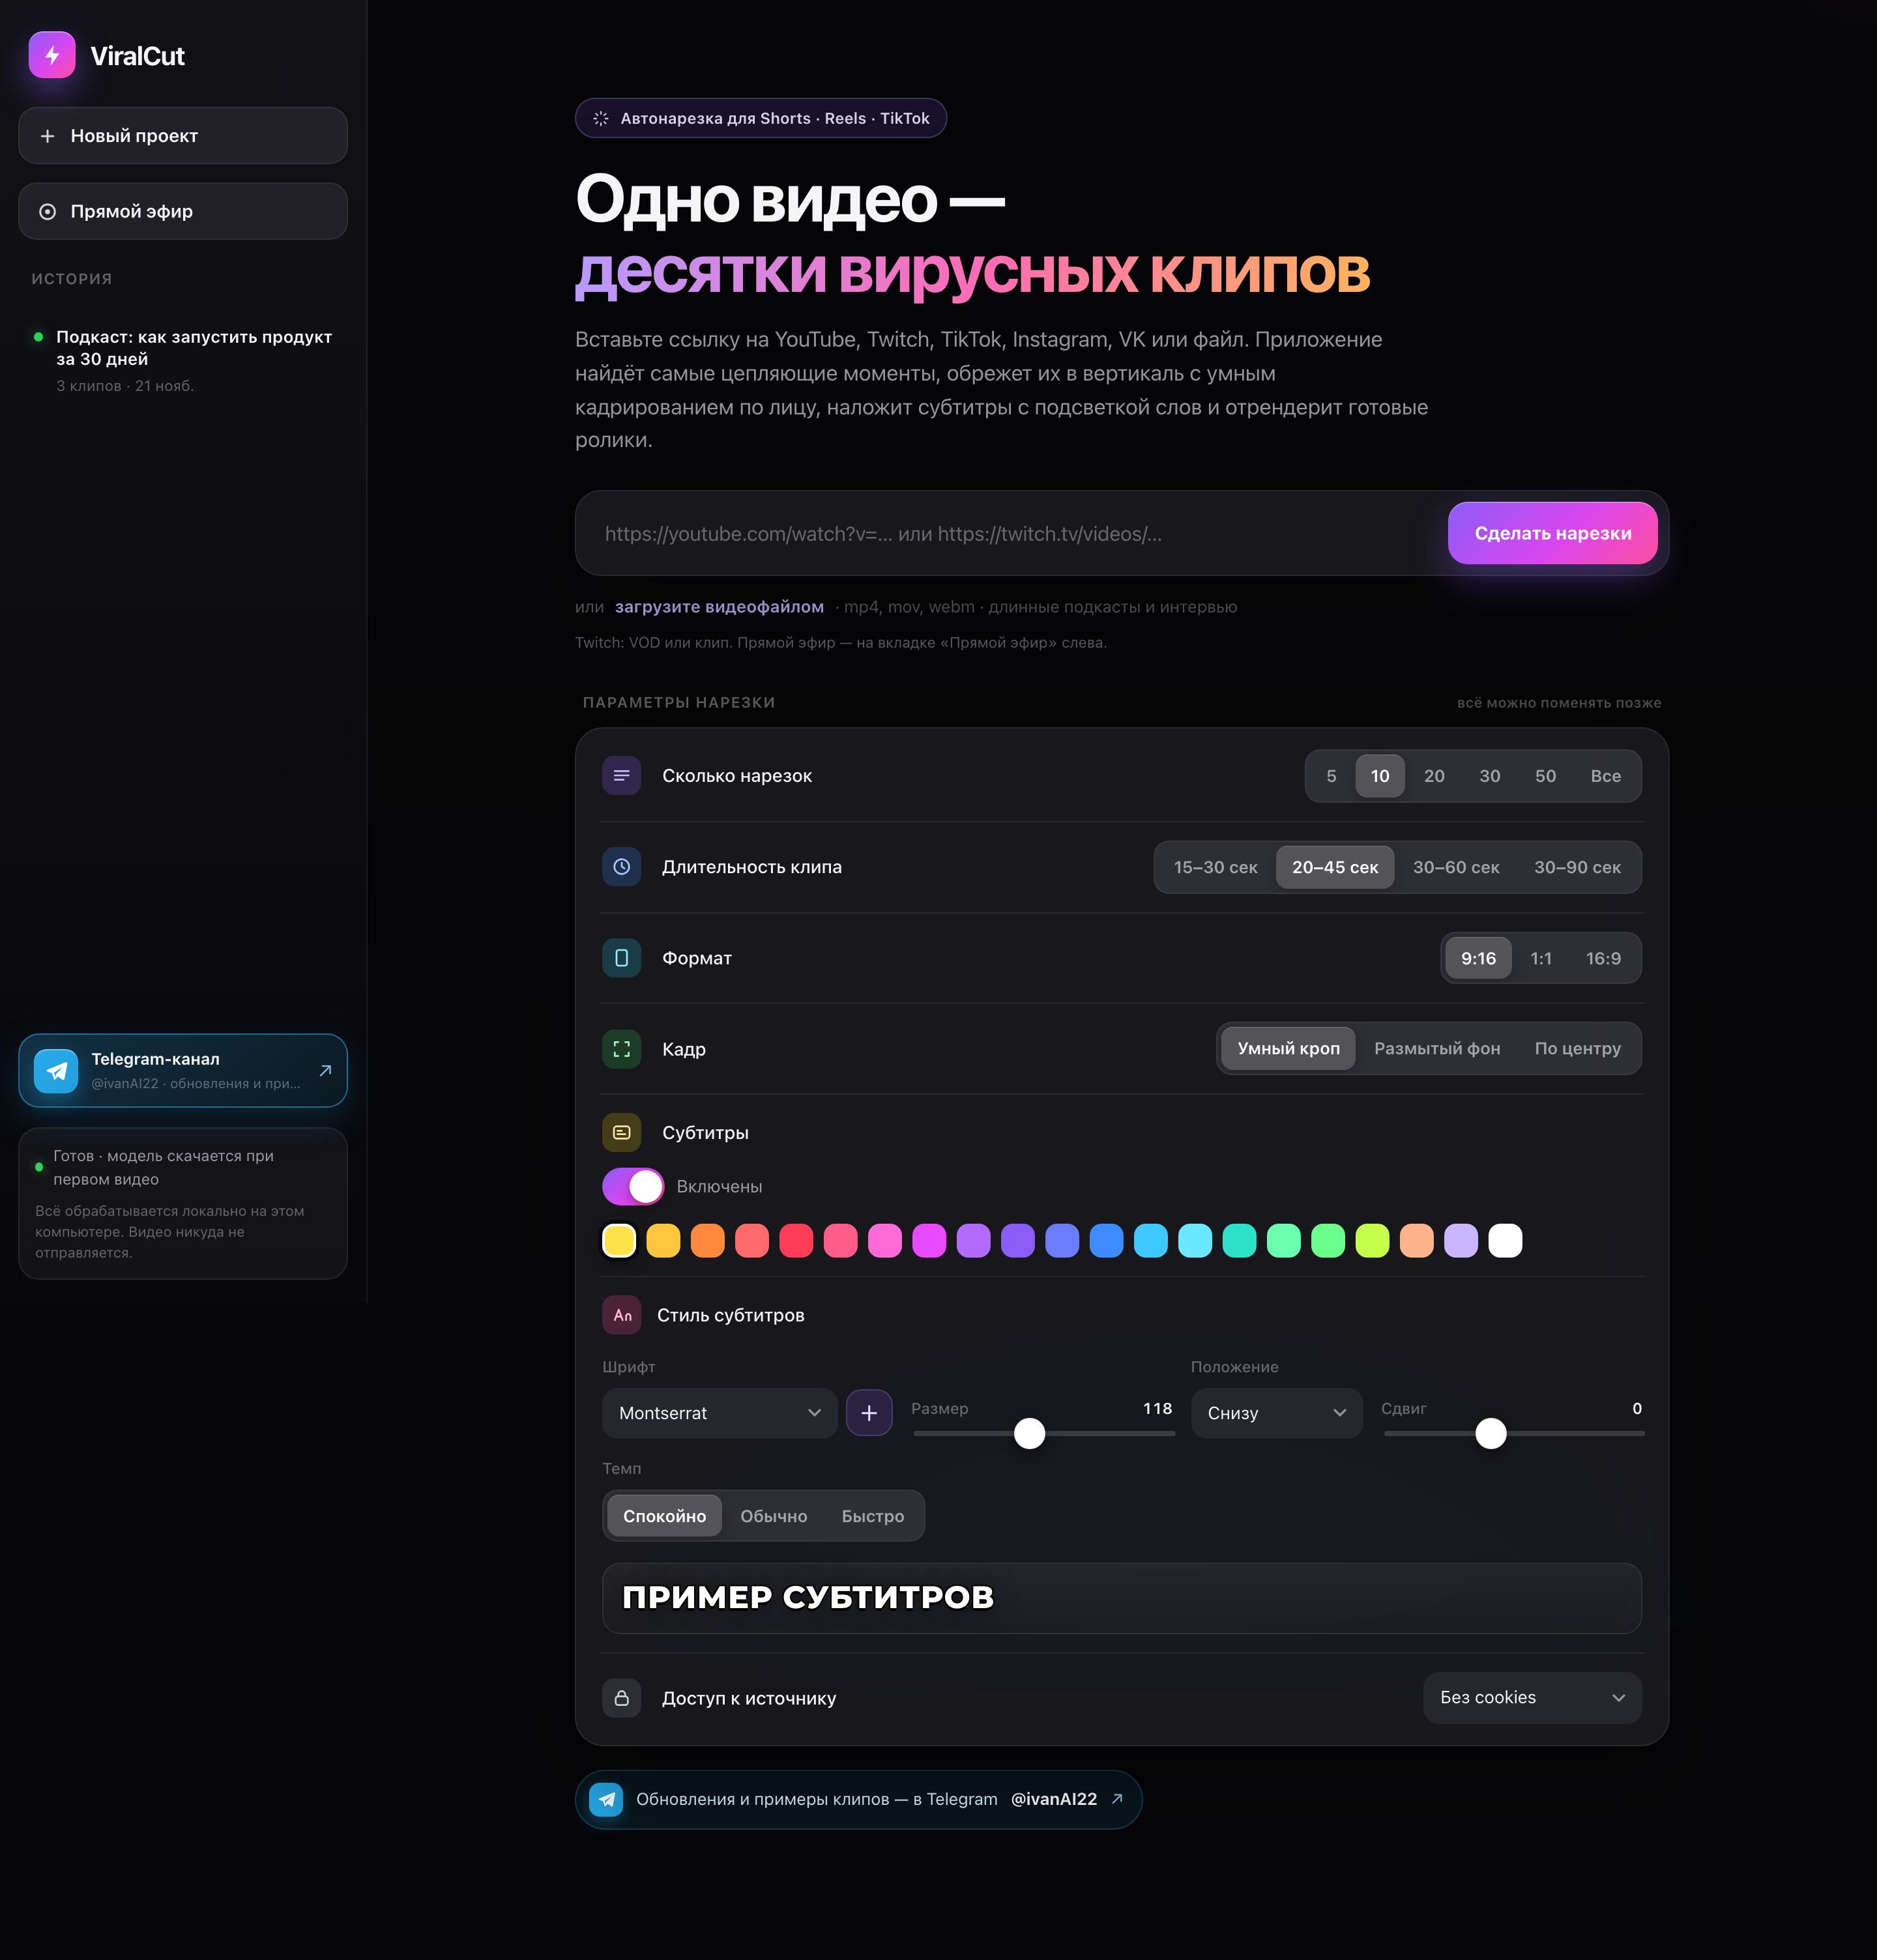 ViralCut
Новый проект
Прямой эфир
ИСТОРИЯ
Подкаст: как запустить продукт
за 30 дней
3 клипов · 21 нояб.
Telegram-канал
@ivanAI22 · обновления и при...
Готов · модель скачается при
первом видео
Всё обрабатывается локально на этом
компьютере. Видео никуда не
отправляется.
Автонарезка для Shorts · Reels · TikTok
Одно видео —
десятки вирусных клипов
Вставьте ссылку на YouTube, Twitch, TikTok, Instagram, VK или файл. Приложение
найдёт самые цепляющие моменты, обрежет их в вертикаль с умным
кадрированием по лицу, наложит субтитры с подсветкой слов и отрендерит готовые
ролики.
https://youtube.com/watch?v=... или https://twitch.tv/videos/...
Сделать нарезки
или загрузите видеофайлом · mp4, mov, webm · длинные подкасты и интервью
Twitch: VOD или клип. Прямой эфир — на вкладке «Прямой эфир» слева.
ПАРАМЕТРЫ НАРЕЗКИ
всё можно поменять позже
Сколько нарезок
5 10 20 30 50 Все
Длительность клипа
15–30 сек 20–45 сек 30–60 сек 30–90 сек
Формат
9:16 1:1 16:9
Кадр
Умный кроп Размытый фон По центру
Субтитры
Включены
Аa Стиль субтитров
Шрифт
Montserrat
Размер 118
Положение
Снизу
Сдвиг 0
Темп
Спокойно Обычно Быстро
ПРИМЕР СУБТИТРОВ
Доступ к источнику
Без cookies
Обновления и примеры клипов — в Telegram @ivanAI22